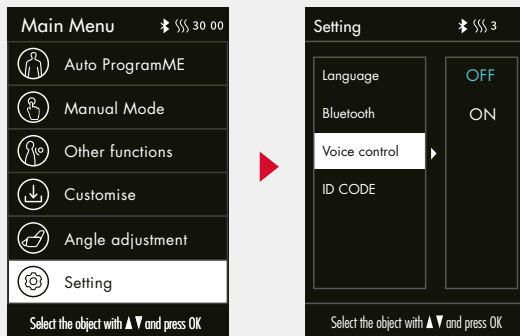 Main Menu 30 00
Auto ProgramME
Manual Mode
Other functions
Customise
Angle adjustment
Setting
Select the object with ▲▼ and press OK
Setting 3
Language
Bluetooth
Voice control
ID CODE
OFF
ON
Select the object with ▲▼ and press OK